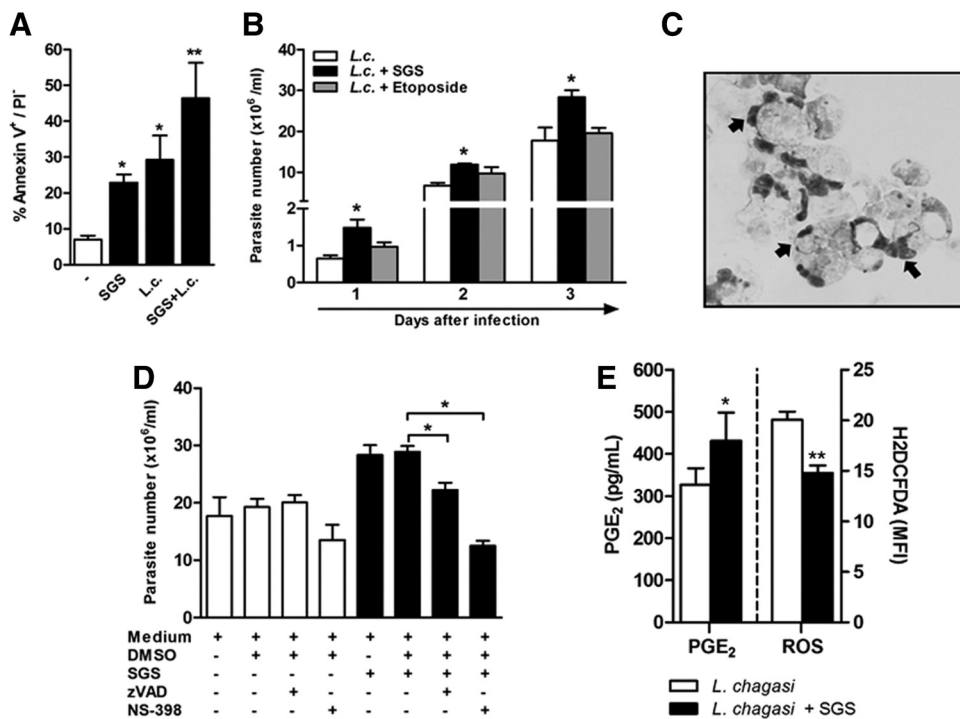 A
% Annexin V⁺ / PI⁻
60
50
40
30
20
10
0
*
*
**
-
SGS
L.c.
SGS+L.c.
B
Parasite number (x10⁶ /ml)
L.c.
L.c. + SGS
L.c. + Etoposide
40
30
20
10
2
1
0
*
*
*
1
2
3
Days after infection
C
D
Parasite number (x10⁶/ml)
40
30
20
10
0
*
*
Medium + + + + + + + +
DMSO - + + + - + + +
SGS - - - - + + + +
zVAD - - + - - - + -
NS-398 - - - + - - - +
E
PGE₂ (pg/mL)
600
500
400
300
200
100
0
*
**
25
20
15
10
5
0
H2DCFDA (MFI)
PGE₂
ROS
L. chagasi
L. chagasi + SGS